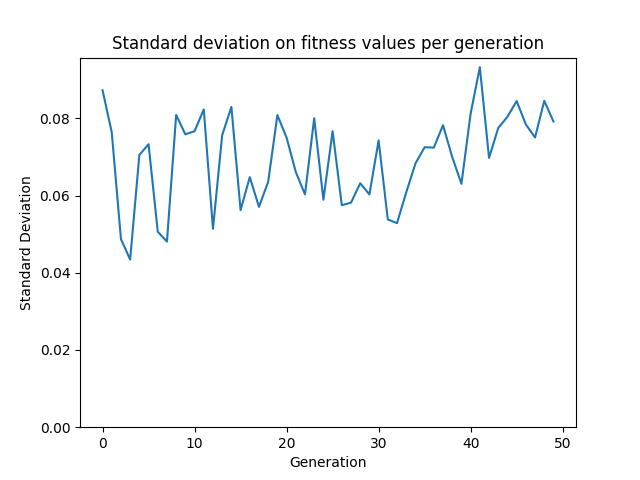 Standard deviation on fitness values per generation
Standard Deviation
0.08
0.06
0.04
0.02
0.00
0 10 20 30 40 50
Generation